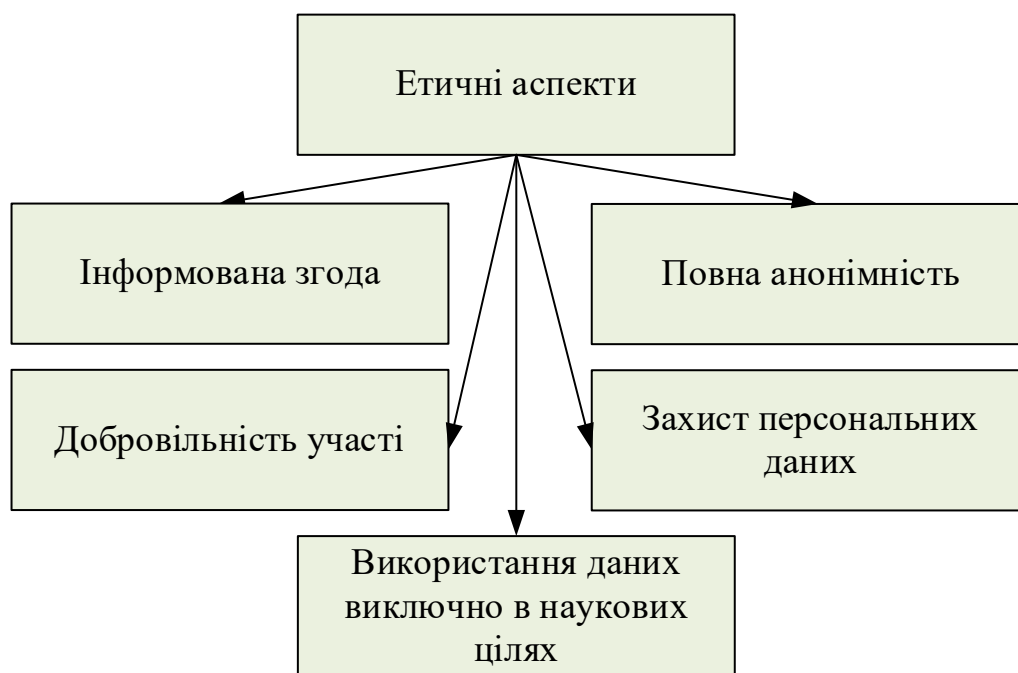 Етичні аспекти
Інформована згода
Повна анонімність
Добровільність участі
Захист персональних
даних
Використання даних
виключно в наукових
цілях